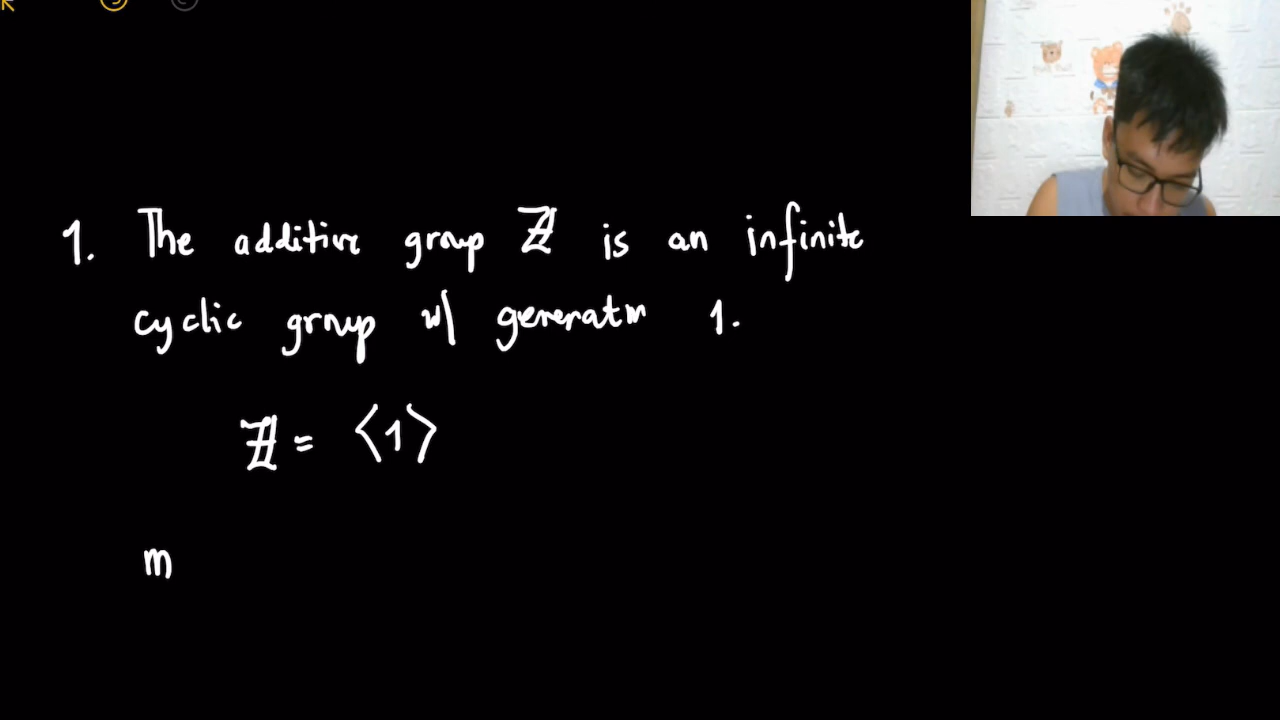 1. The additive group ℤ is an infinite
cyclic group w/ generator 1.
ℤ = ⟨1⟩
m